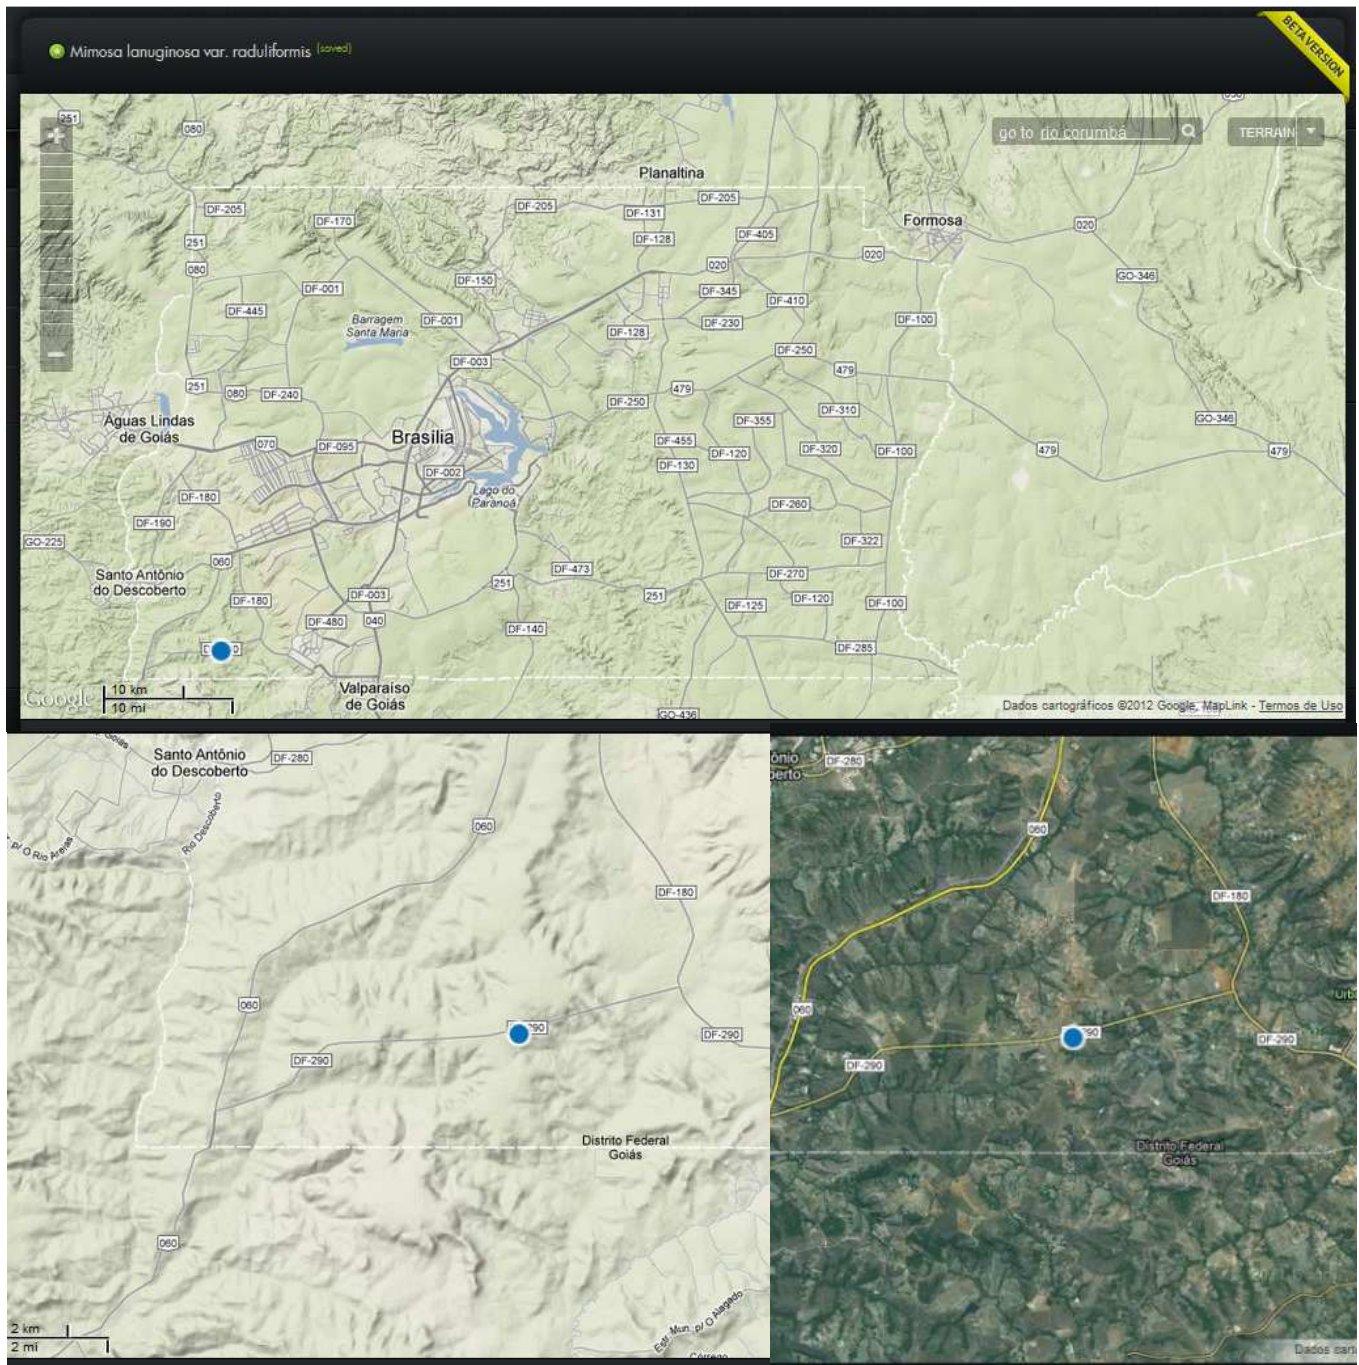 Mimosa lanuginosa var. raduliformis (saved)
BETA VERSION
251
080
go to rio corumbá
TERRAIN
Planaltina
DF-205
DF-170
DF-205
DF-131
DF-205
Formosa
020
251
DF-128
DF-405
020
020
080
DF-001
DF-150
DF-345
GO-346
DF-445
Barragem
Santa Maria
DF-001
DF-410
DF-128
DF-230
DF-100
DF-003
DF-250
479
251
080
DF-240
479
DF-250
DF-310
Águas Lindas
de Goiás
DF-355
GO-346
070
DF-095
Brasília
DF-455
DF-120
DF-320
DF-100
479
479
DF-002
DF-130
DF-180
Lago do
Paranoá
DF-260
DF-190
GO-225
DF-322
060
Santo Antônio
do Descoberto
DF-473
251
DF-270
251
DF-180
DF-003
DF-125
DF-120
DF-100
DF-480
040
DF-140
DF-285
Valparaíso
de Goiás
Google
10 km
10 mi
GO-436
Dados cartográficos ©2012 Google, MapLink - Termos de Uso
Santo Antônio
do Descoberto
DF-280
Rio Descoberto
p/ O Rio Areias
060
DF-180
060
290
DF-290
DF-290
Distrito Federal
Goiás
060
Estr. Mun. p/ O Alagado
Córrego
2 km
2 mi
ônio
berto
DF-280
060
DF-180
060
Urb
290
DF-290
DF-290
Distrito Federal
Goiás
Dados cart